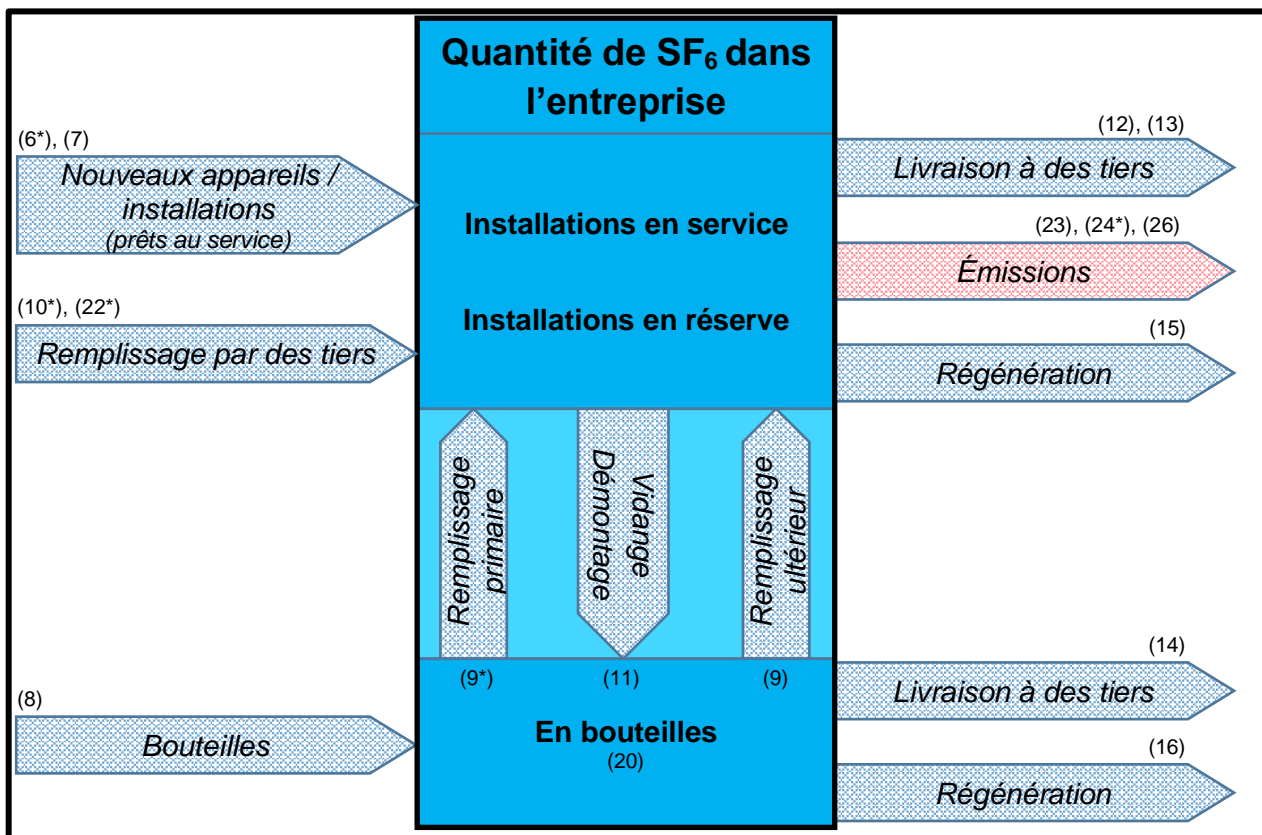 Quantité de SF₆ dans
l’entreprise
(6*), (7)
Nouveaux appareils /
installations
(prêts au service)
(10*), (22*)
Remplissage par des tiers
(8)
Bouteilles
Installations en service
Installations en réserve
Remplissage
primaire
Vidange
Démontage
Remplissage
ultérieur
(9*)
(11)
(9)
En bouteilles
(20)
(12), (13)
Livraison à des tiers
(23), (24*), (26)
Émissions
(15)
Régénération
(14)
Livraison à des tiers
(16)
Régénération